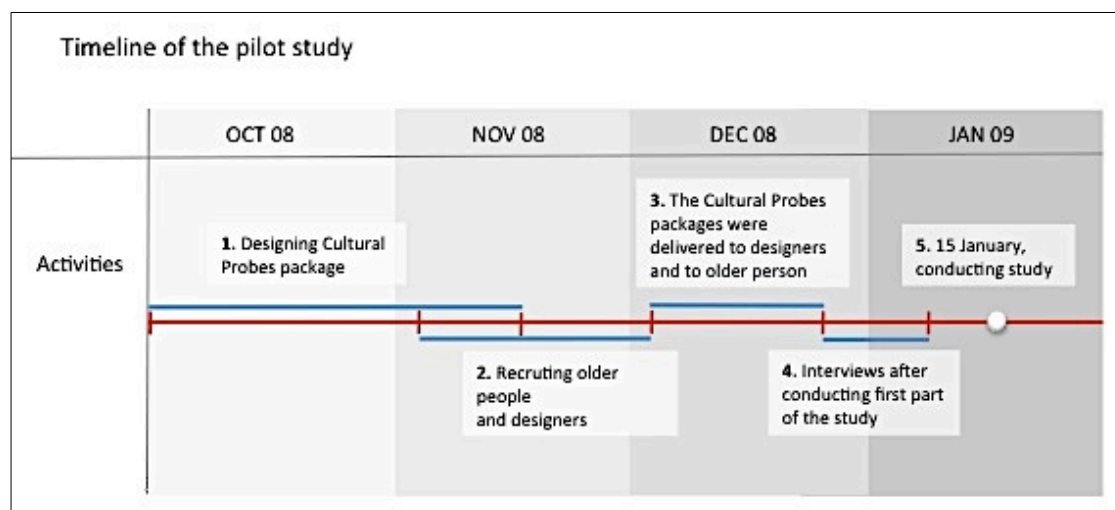 Timeline of the pilot study
OCT 08
NOV 08
DEC 08
JAN 09
Activities
1. Designing Cultural
Probes package
2. Recruting older
people
and designers
3. The Cultural Probes
packages were
delivered to designers
and to older person
4. Interviews after
conducting first part
of the study
5. 15 January,
conducting study